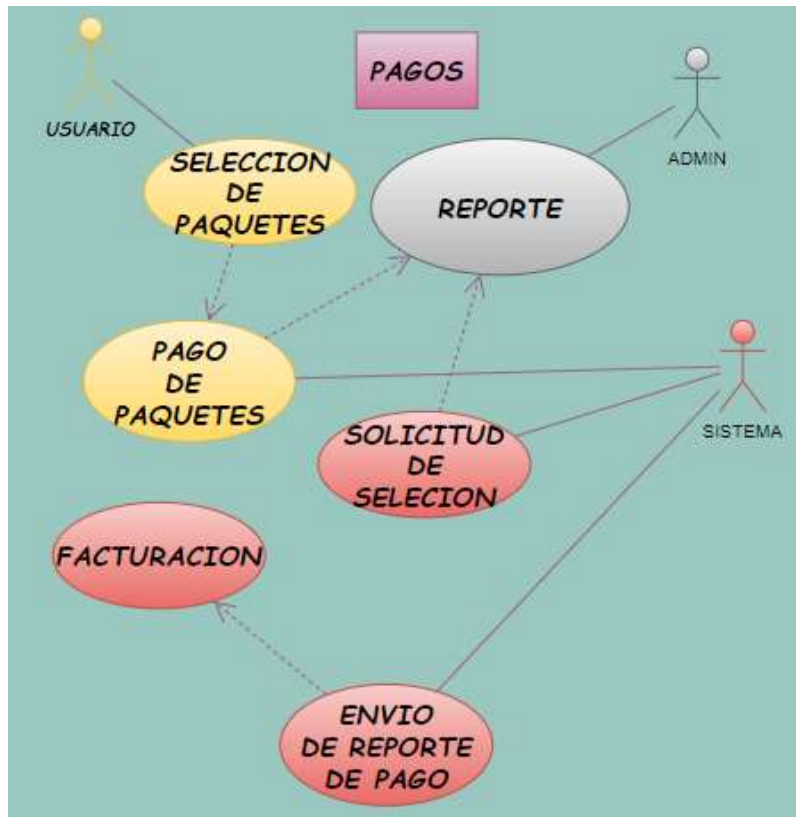 PAGOS
USUARIO
ADMIN
SELECCION
DE
PAQUETES
REPORTE
PAGO
DE
PAQUETES
SISTEMA
SOLICITUD
DE
SELECION
FACTURACION
ENVIO
DE REPORTE
DE PAGO